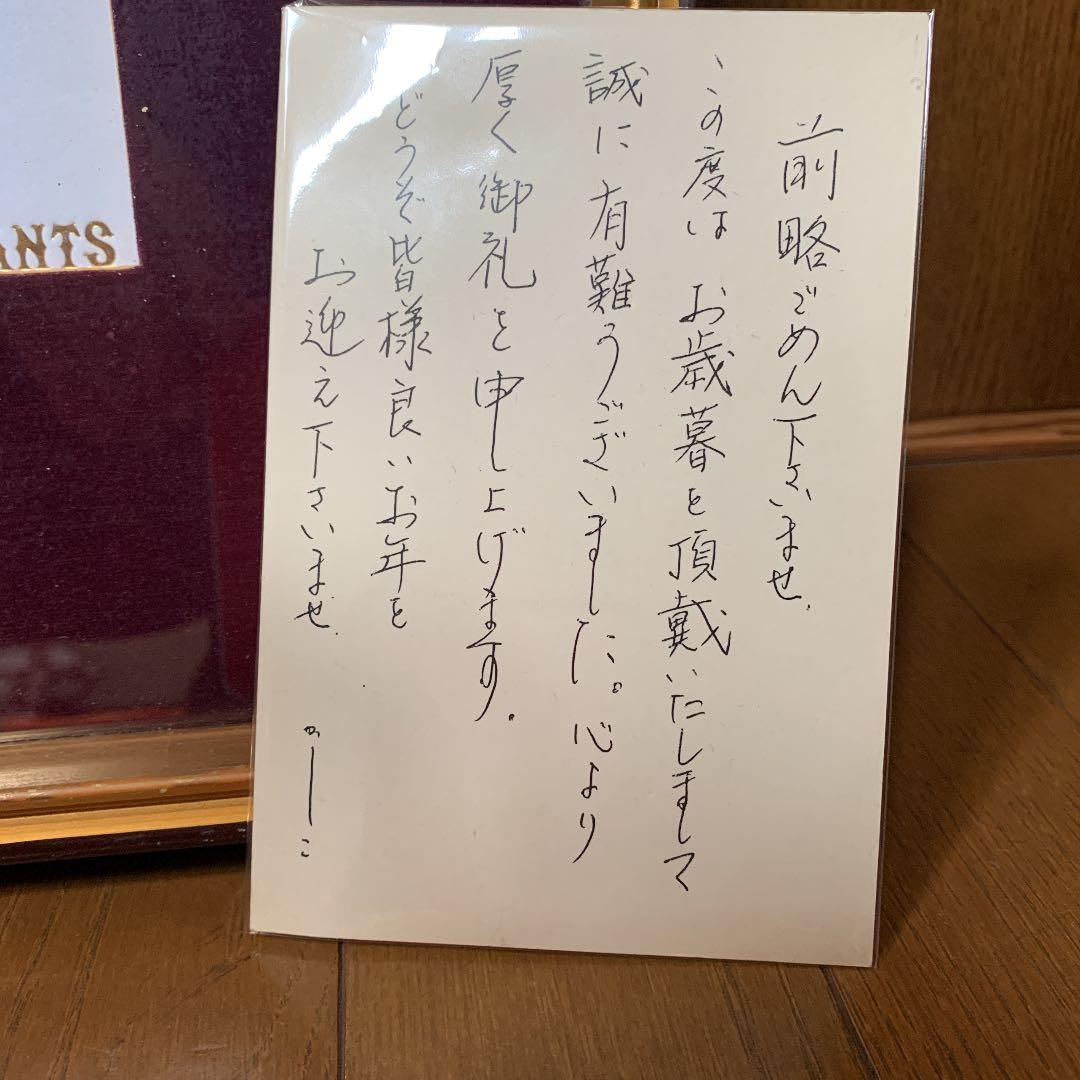 前略ごめん下さいませ.
この度は お歳暮を頂戴いたしまして
誠に有難うございました。心より
厚く御礼を申し上げます.
どうぞ皆様良いお年を
お迎え下さいませ. かしこ
ANTS